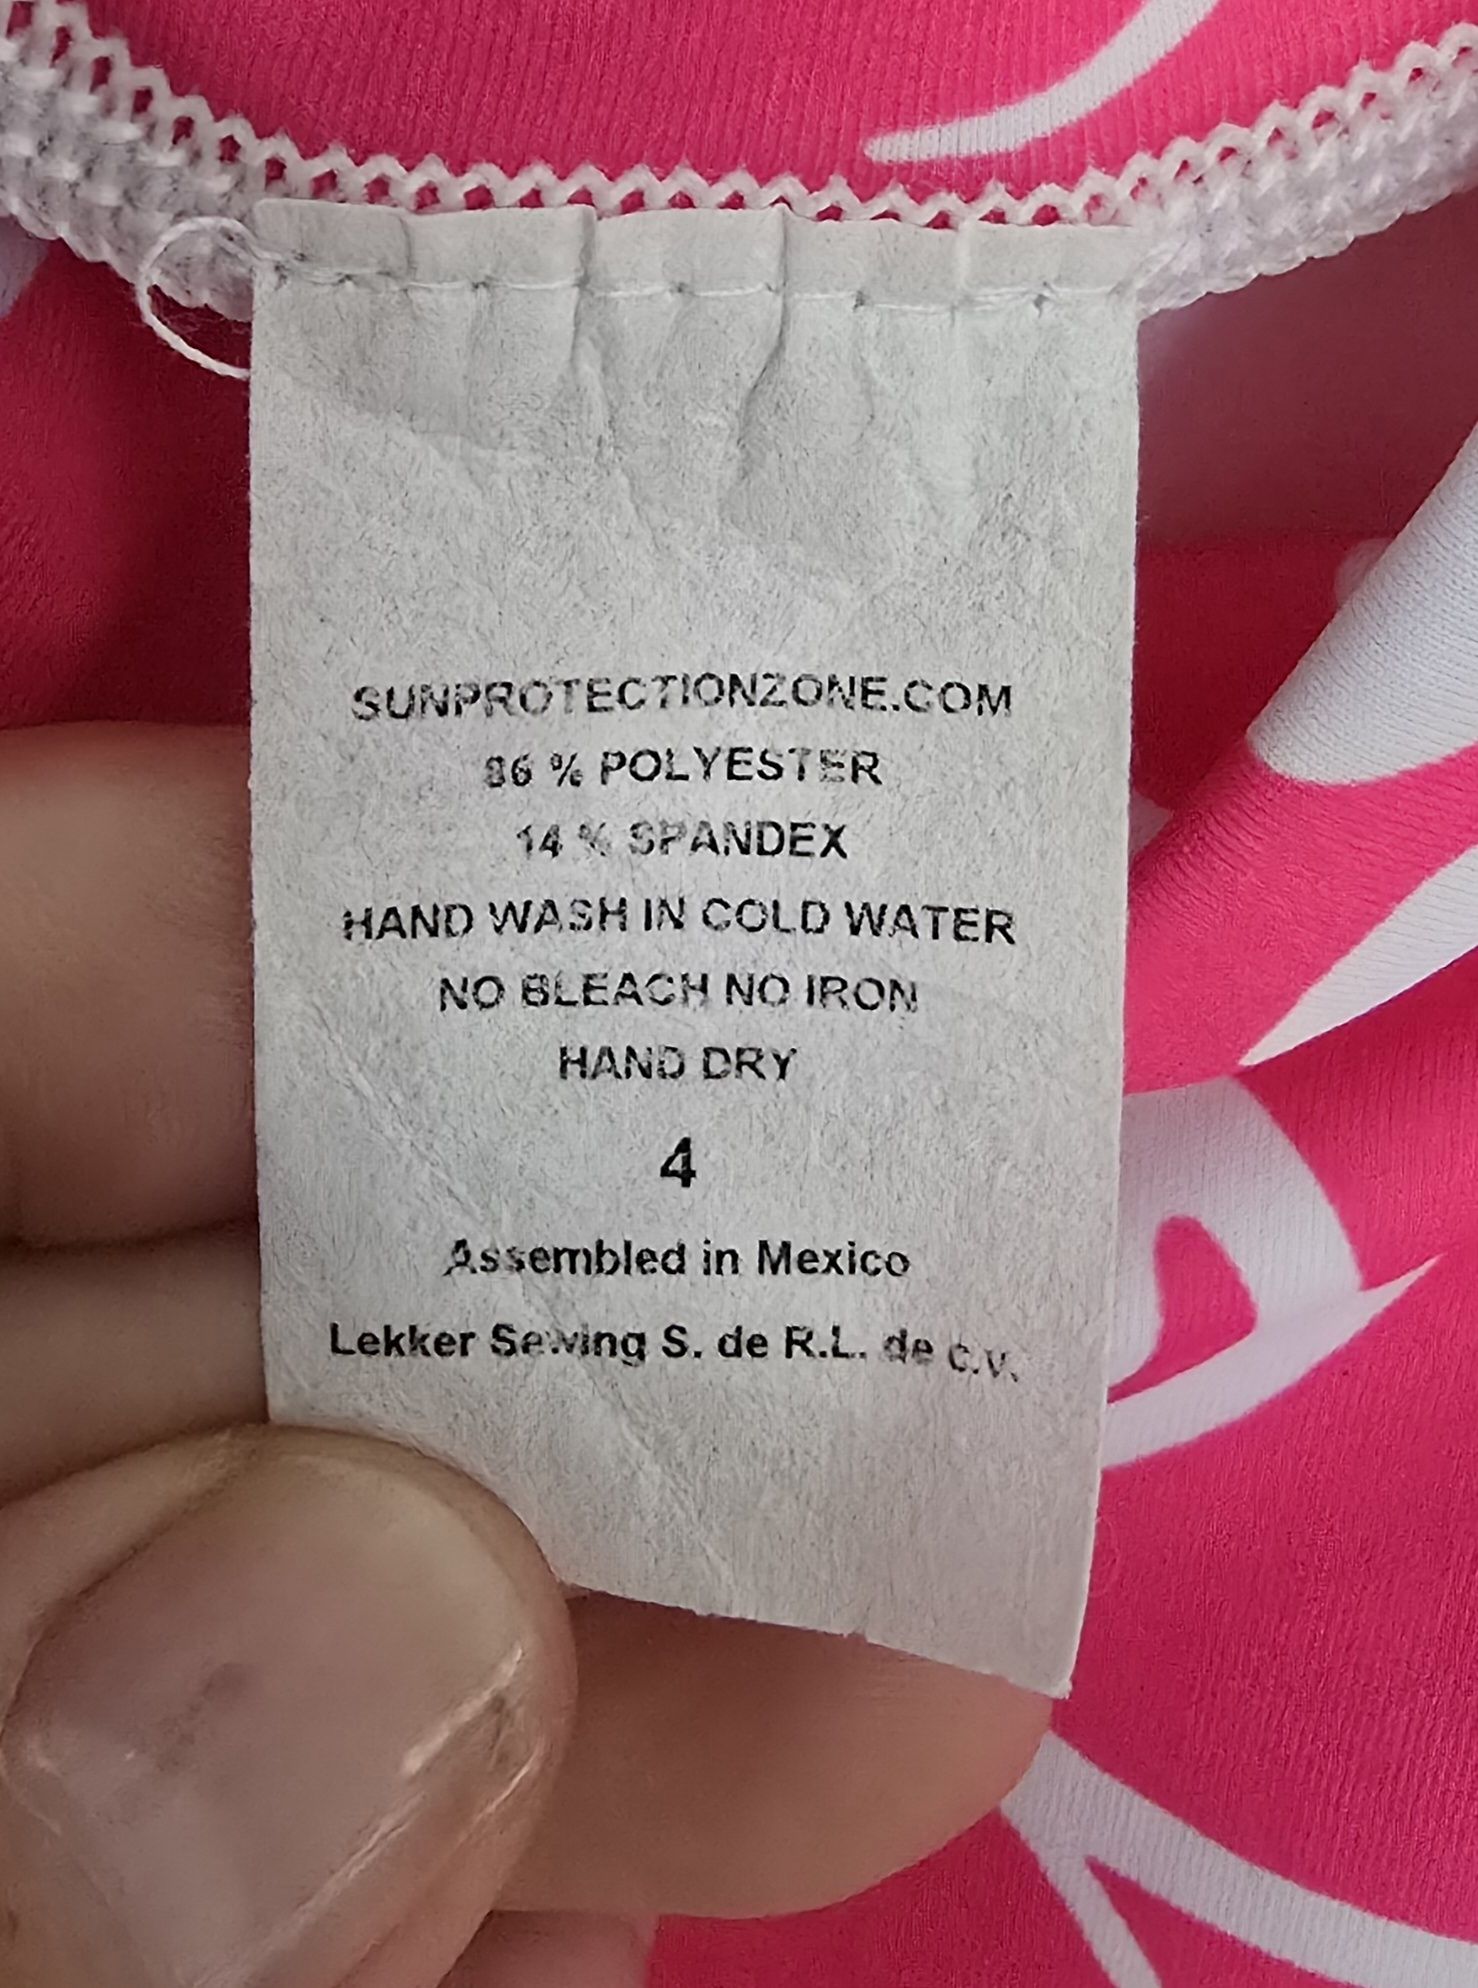 SUNPROTECTIONZONE.COM
86 % POLYESTER
14 % SPANDEX
HAND WASH IN COLD WATER
NO BLEACH NO IRON
HAND DRY
4
Assembled in Mexico
Lekker Sewing S. de R.L. de c.v.